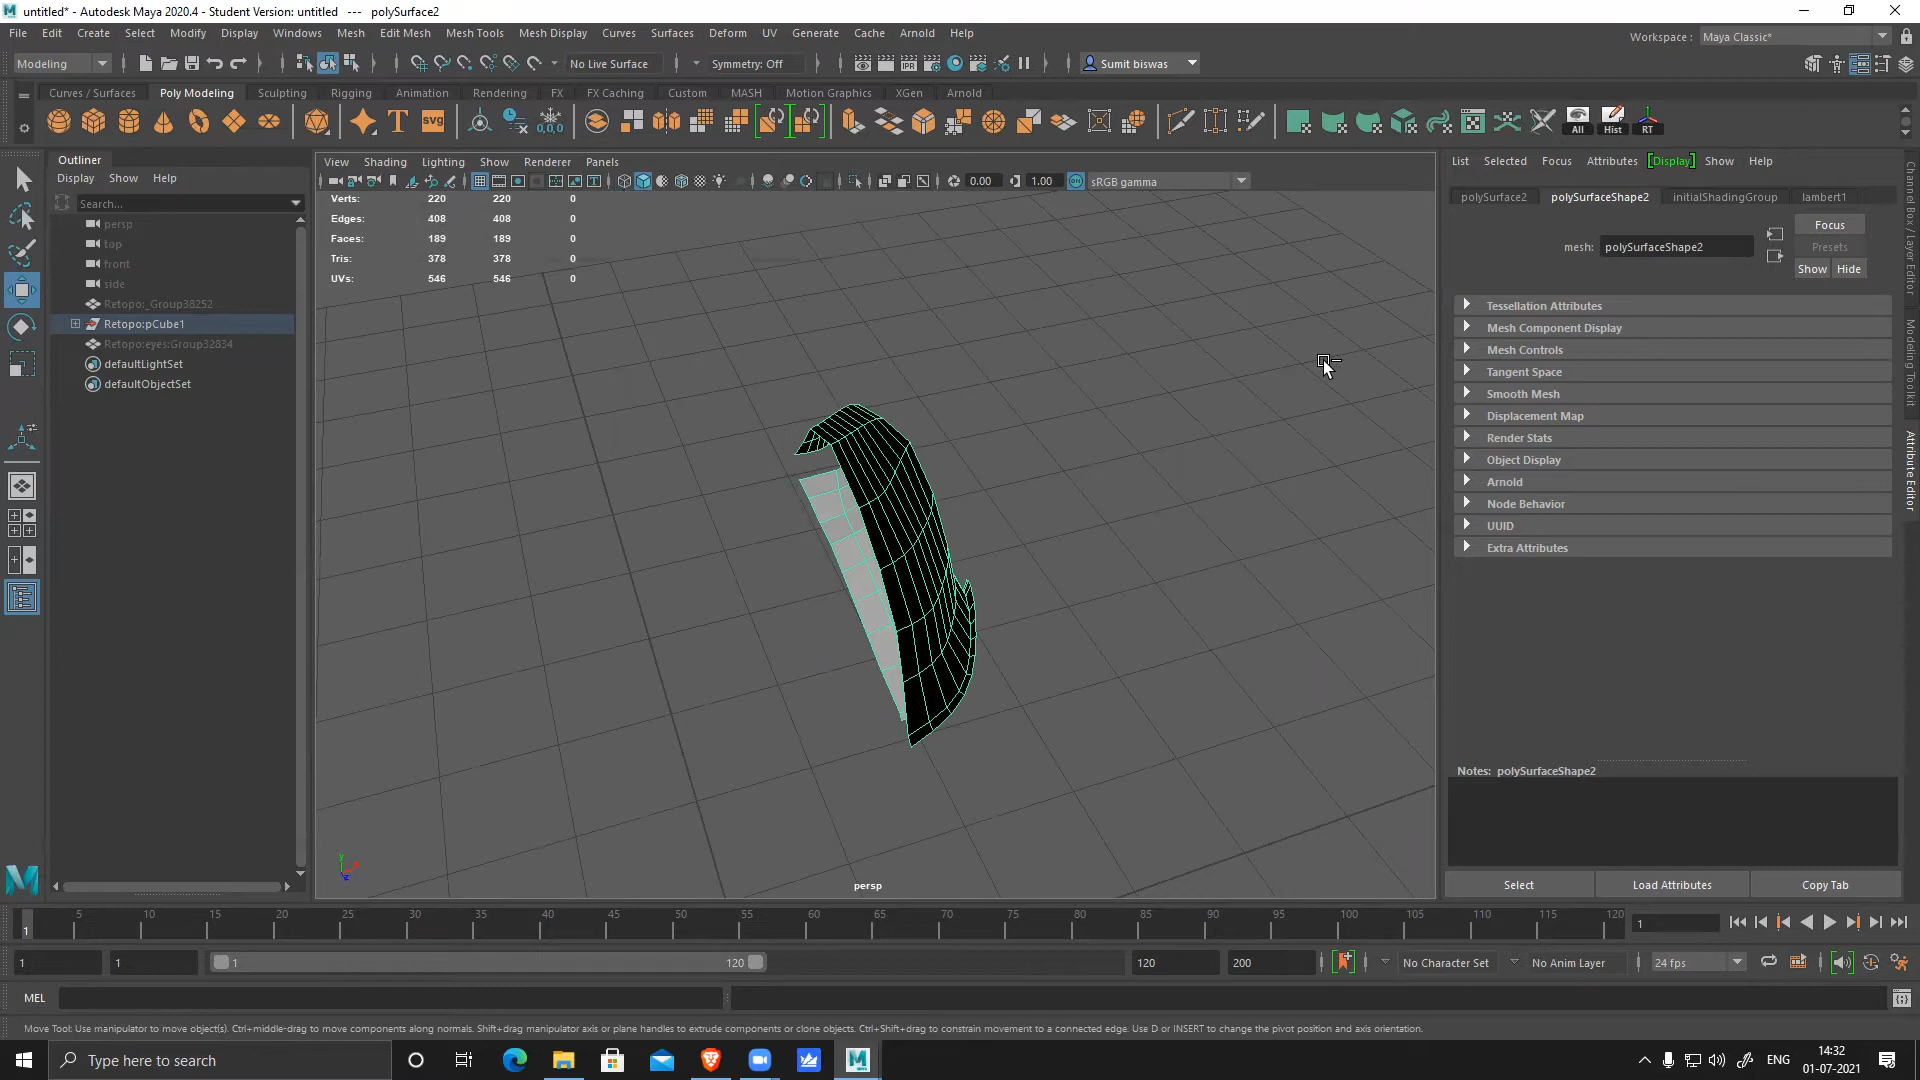 untitled* - Autodesk Maya 2020.4 - Student Version: untitled --- polySurface2
File Edit Create Select Modify Display Windows Mesh Edit Mesh Mesh Tools Mesh Display Curves Surfaces Deform UV Generate Cache Arnold Help
Workspace : Maya Classic*
Modeling No Live Surface Symmetry: Off Sumit biswas
Curves / Surfaces Poly Modeling Sculpting Rigging Animation Rendering FX FX Caching Custom MASH Motion Graphics XGen Arnold
T svg 0,0,0 All Hist RT
Outliner
Display Show Help
Search...
persp
top
front
side
Retopo:_Group38252
Retopo:pCube1
Retopo:eyes:Group32834
defaultLightSet
defaultObjectSet
View Shading Lighting Show Renderer Panels
0.00 1.00 sRGB gamma
Verts: 220 220 0
Edges: 408 408 0
Faces: 189 189 0
Tris: 378 378 0
UVs: 546 546 0
persp
List Selected Focus Attributes [Display] Show Help
polySurface2 polySurfaceShape2 initialShadingGroup lambert1
mesh: polySurfaceShape2
Focus
Presets
Show Hide
Tessellation Attributes
Mesh Component Display
Mesh Controls
Tangent Space
Smooth Mesh
Displacement Map
Render Stats
Object Display
Arnold
Node Behavior
UUID
Extra Attributes
Notes: polySurfaceShape2
Select Load Attributes Copy Tab
Channel Box / Layer Editor
Modeling Toolkit
Attribute Editor
5 10 15 20 25 30 35 40 45 50 55 60 65 70 75 80 85 90 95 100 105 110 115 120
1
1
1 1 1 120 120 200 No Character Set No Anim Layer 24 fps
MEL
Move Tool: Use manipulator to move object(s). Ctrl+middle-drag to move components along normals. Shift+drag manipulator axis or plane handles to extrude components or clone objects. Ctrl+Shift+drag to constrain movement to a connected edge. Use D or INSERT to change the pivot position and axis orientation.
Type here to search
ENG
14:32
01-07-2021